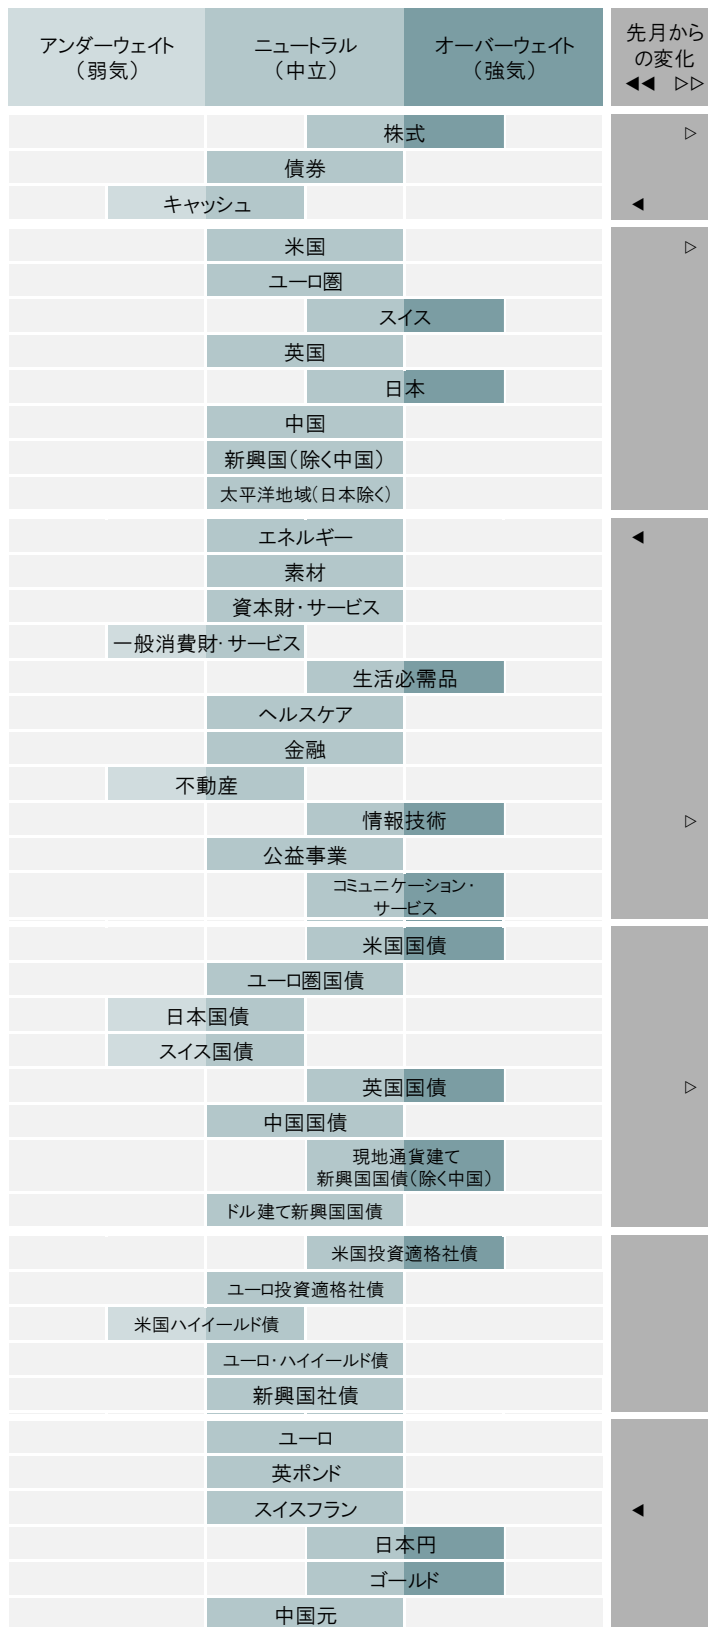 アンダーウェイト
（弱気）
ニュートラル
（中立）
オーバーウェイト
（強気）
先月から
の変化
◀◀ ▷▷
株式 ▷
債券
キャッシュ ◀
米国 ▷
ユーロ圏
スイス
英国
日本
中国
新興国（除く中国）
太平洋地域（日本除く）
エネルギー ◀
素材
資本財・サービス
一般消費財・サービス
生活必需品
ヘルスケア
金融
不動産
情報技術 ▷
公益事業
コミュニケーション・
サービス
米国国債
ユーロ圏国債
日本国債
スイス国債
英国国債 ▷
中国国債
現地通貨建て
新興国国債（除く中国）
ドル建て新興国国債
米国投資適格社債
ユーロ投資適格社債
米国ハイイールド債
ユーロ・ハイイールド債
新興国社債
ユーロ
英ポンド
スイスフラン ◀
日本円
ゴールド
中国元